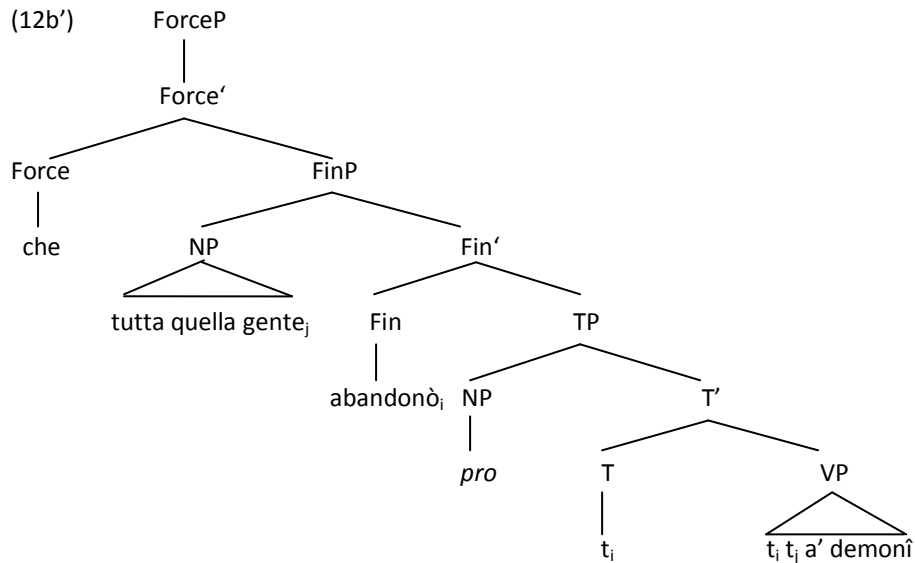 (12b’) ForceP
Force‘
Force FinP
che NP Fin‘
tutta quella genteⱼ Fin TP
abandonòᵢ NP T’
pro T VP
tᵢ tᵢ tⱼ a’ demonî